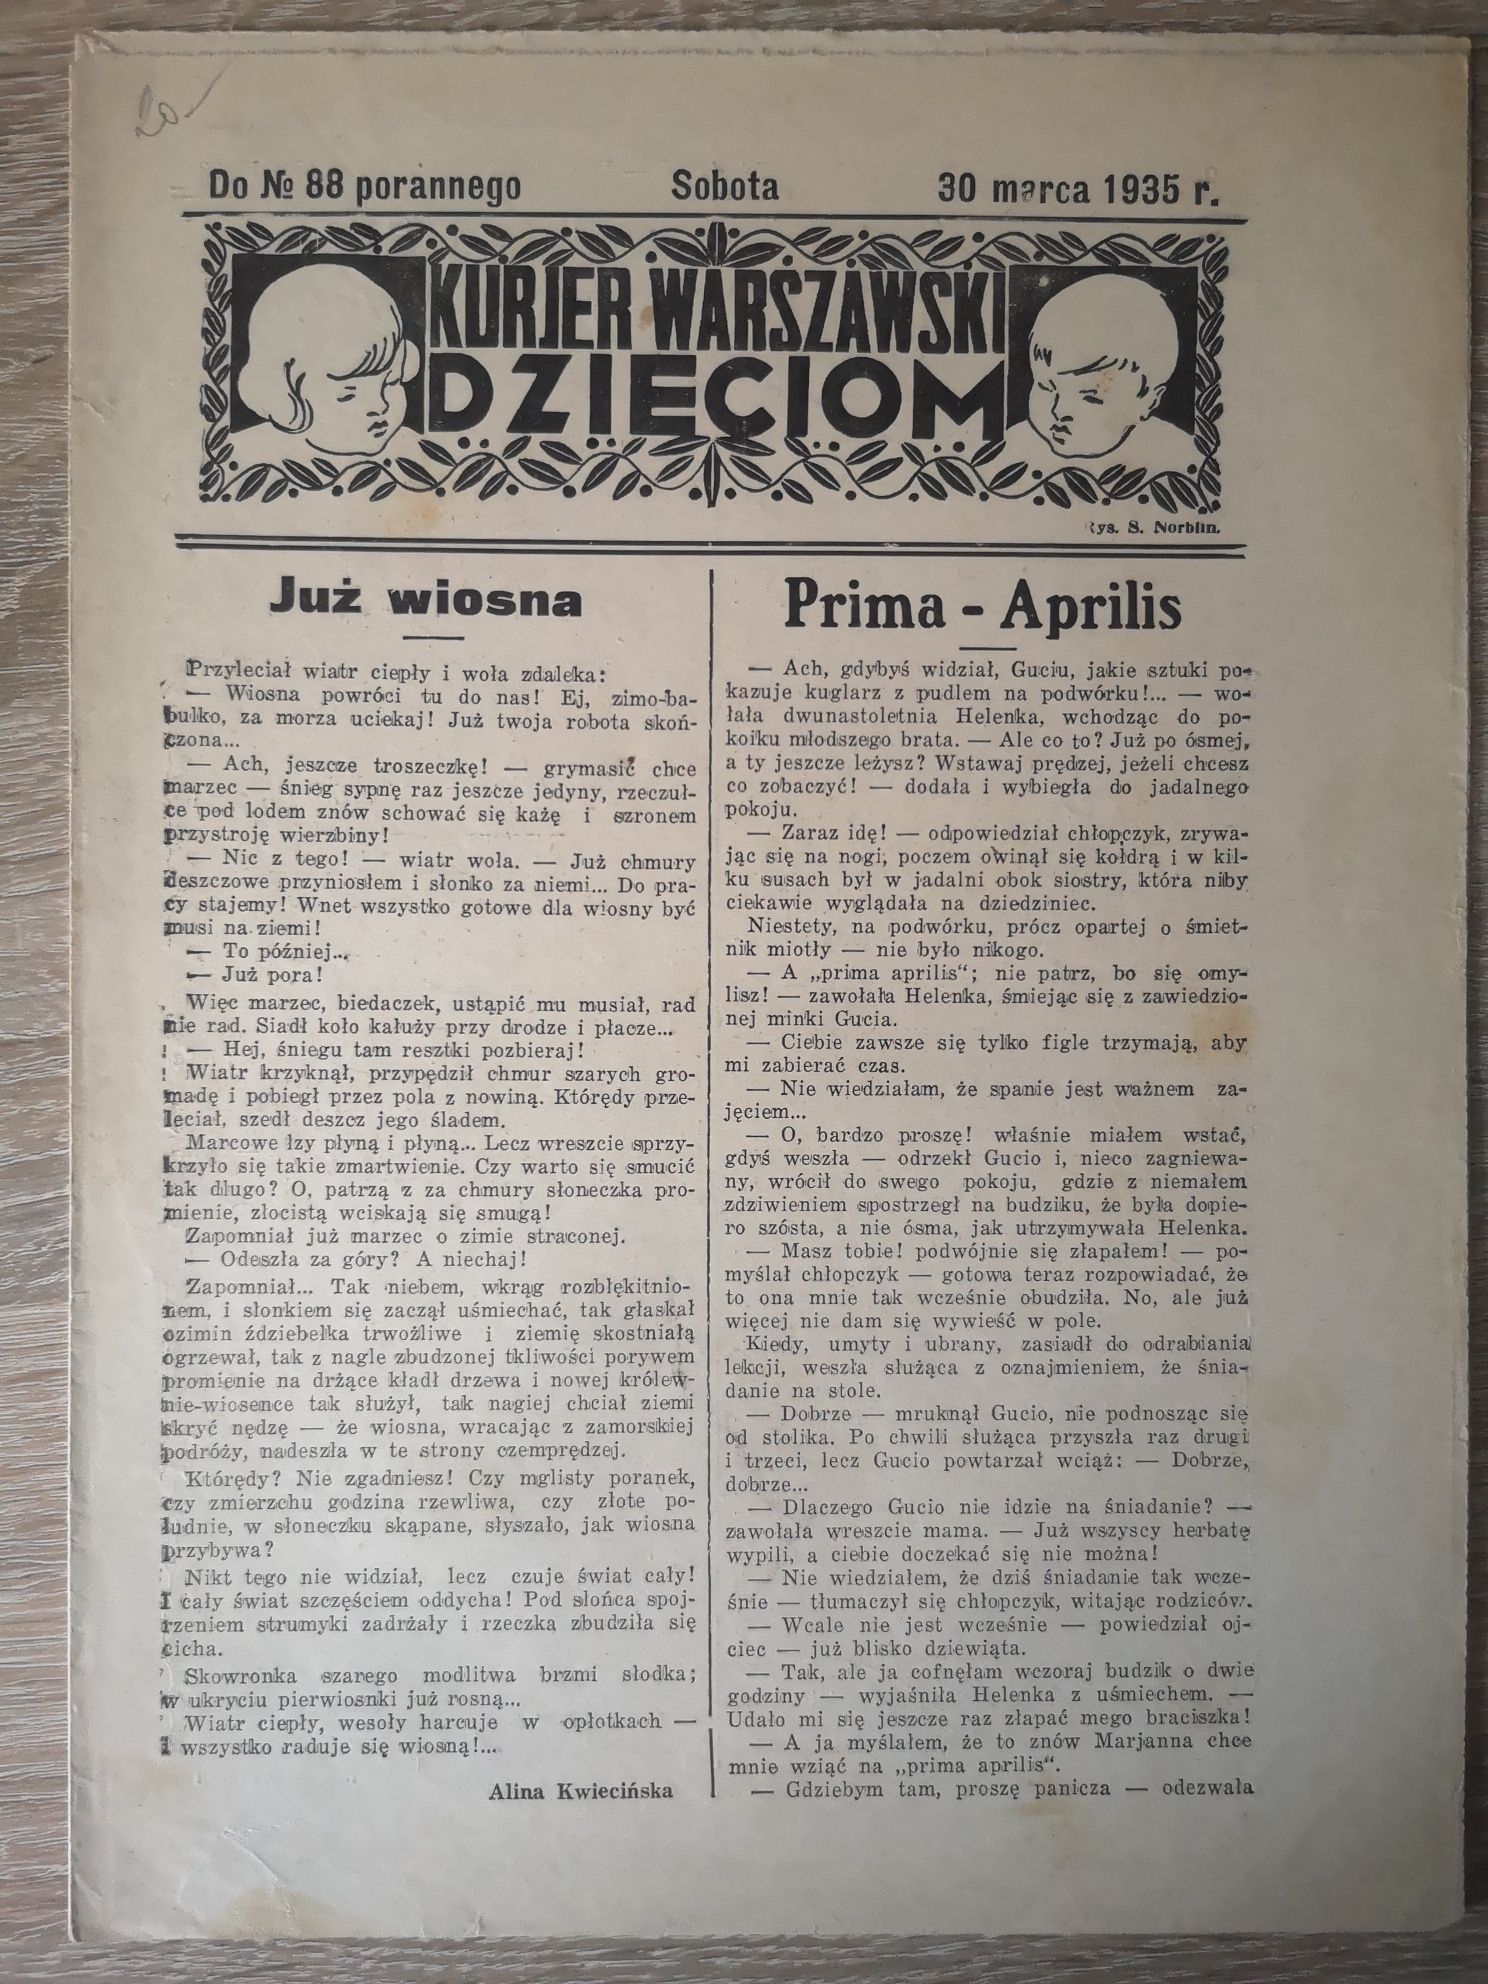 20
Do № 88 porannego Sobota 30 marca 1935 r.
KURJER WARSZAWSKI
DZIECIOM
Rys. S. Norblin.
Już wiosna
Przyleciał wiatr ciepły i woła zdaleka:
— Wiosna powróci tu do nas! Ej, zimo-ba-
bulko, za morza uciekaj! Już twoja robota skoń-
czona...
— Ach, jeszcze troszeczkę! — grymasić chce
marzec — śnieg sypnę raz jeszcze jedyny, rzeczuł-
ce pod lodem znów schować się każę i szronem
przystroję wierzbiny!
— Nic z tego! — wiatr woła. — Już chmury
deszczowe przyniosłem i słonko za niemi... Do pra-
cy stajemy! Wnet wszystko gotowe dla wiosny być
musi na ziemi!
— To później...
— Już pora!
Więc marzec, biedaczek, ustąpić mu musiał, rad
nie rad. Siadł koło kałuży przy drodze i płacze...
— Hej, śniegu tam resztki pozbieraj!
Wiatr krzyknął, przypędził chmur szarych gro-
madę i pobiegł przez pola z nowiną. Którędy prze-
leciał, szedł deszcz jego śladem.
Marcowe łzy płyną i płyną... Lecz wreszcie sprzy-
krzyło się takie zmartwienie. Czy warto się smucić
tak długo? O, patrzą z za chmury słoneczka pro-
mienie, złocistą wciskają się smugą!
Zapomniał już marzec o zimie straconej.
— Odeszła za góry? A niechaj!
Zapomniał... Tak niebem, wkrąg rozbłękitnio-
nem, i słonkiem się zaczął uśmiechać, tak głaskał
ozimin ździebełka trwożliwe i ziemię skostniałą
ogrzewał, tak z nagle zbudzonej tkliwości porywem
promienie na drżące kładł drzewa i nowej królew-
nie-wiosence tak służył, tak nagiej chciał ziemi
skryć nędzę — że wiosna, wracając z zamorskiej
podróży, nadeszła w te strony czemprędzej.
Którędy? Nie zgadniesz! Czy mglisty poranek,
czy zmierzchu godzina rzewliwa, czy złote po-
łudnie, w słoneczku skąpane, słyszało, jak wiosna
przybywa?
Nikt tego nie widział, lecz czuje świat cały!
I cały świat szczęściem oddycha! Pod słońca spoj-
rzeniem strumyki zadrżały i rzeczka zbudziła się
cicha.
Skowronka szarego modlitwa brzmi słodka;
w ukryciu pierwiosnki już rosną...
Wiatr ciepły, wesoły harcuje w opłotkach —
I wszystko raduje się wiosną!...
Alina Kwiecińska
Prima - Aprilis
— Ach, gdybyś widział, Guciu, jakie sztuki po-
kazuje kuglarz z pudlem na podwórku!... — wo-
łała dwunastoletnia Helenka, wchodząc do po-
koiku młodszego brata. — Ale co to? Już po ósmej,
a ty jeszcze leżysz? Wstawaj prędzej, jeżeli chcesz
co zobaczyć! — dodała i wybiegła do jadalnego
pokoju.
— Zaraz idę! — odpowiedział chłopczyk, zrywa-
jąc się na nogi, poczem owinął się kołdrą i w kil-
ku susach był w jadalni obok siostry, która niby
ciekawie wyglądała na dziedziniec.
Niestety, na podwórku, prócz opartej o śmiet-
nik miotły — nie było nikogo.
— A „prima aprilis“; nie patrz, bo się omy-
lisz! — zawołała Helenka, śmiejąc się z zawiedzio-
nej minki Gucia.
— Ciebie zawsze się tylko figle trzymają, aby
mi zabierać czas.
— Nie wiedziałam, że spanie jest ważnem za-
jęciem...
— O, bardzo proszę! właśnie miałem wstać,
gdyś weszła — odrzekł Gucio i, nieco zagniewa-
ny, wrócił do swego pokoju, gdzie z niemałem
zdziwieniem spostrzegł na budziku, że była dopie-
ro szósta, a nie ósma, jak utrzymywała Helenka.
— Masz tobie! podwójnie się złapałem! — po-
myślał chłopczyk — gotowa teraz rozpowiadać, że
to ona mnie tak wcześnie obudziła. No, ale już
więcej nie dam się wywieść w pole.
Kiedy, umyty i ubrany, zasiadł do odrabiania
lekcji, weszła służąca z oznajmieniem, że śnia-
danie na stole.
— Dobrze — mruknął Gucio, nie podnosząc się
od stolika. Po chwili służąca przyszła raz drugi
i trzeci, lecz Gucio powtarzał wciąż: — Dobrze,
dobrze...
— Dlaczego Gucio nie idzie na śniadanie? —
zawołała wreszcie mama. — Już wszyscy herbatę
wypili, a ciebie doczekać się nie można!
— Nie wiedziałem, że dziś śniadanie tak wcze-
śnie — tłumaczył się chłopczyk, witając rodziców.
— Wcale nie jest wcześnie — powiedział oj-
ciec — już blisko dziewiąta.
— Tak, ale ja cofnęłam wczoraj budzik o dwie
godziny — wyjaśniła Helenka z uśmiechem. —
Udało mi się jeszcze raz złapać mego braciszka!
— A ja myślałem, że to znów Marjanna chce
mnie wziąć na „prima aprilis“.
— Gdziebym tam, proszę panicza — odezwała